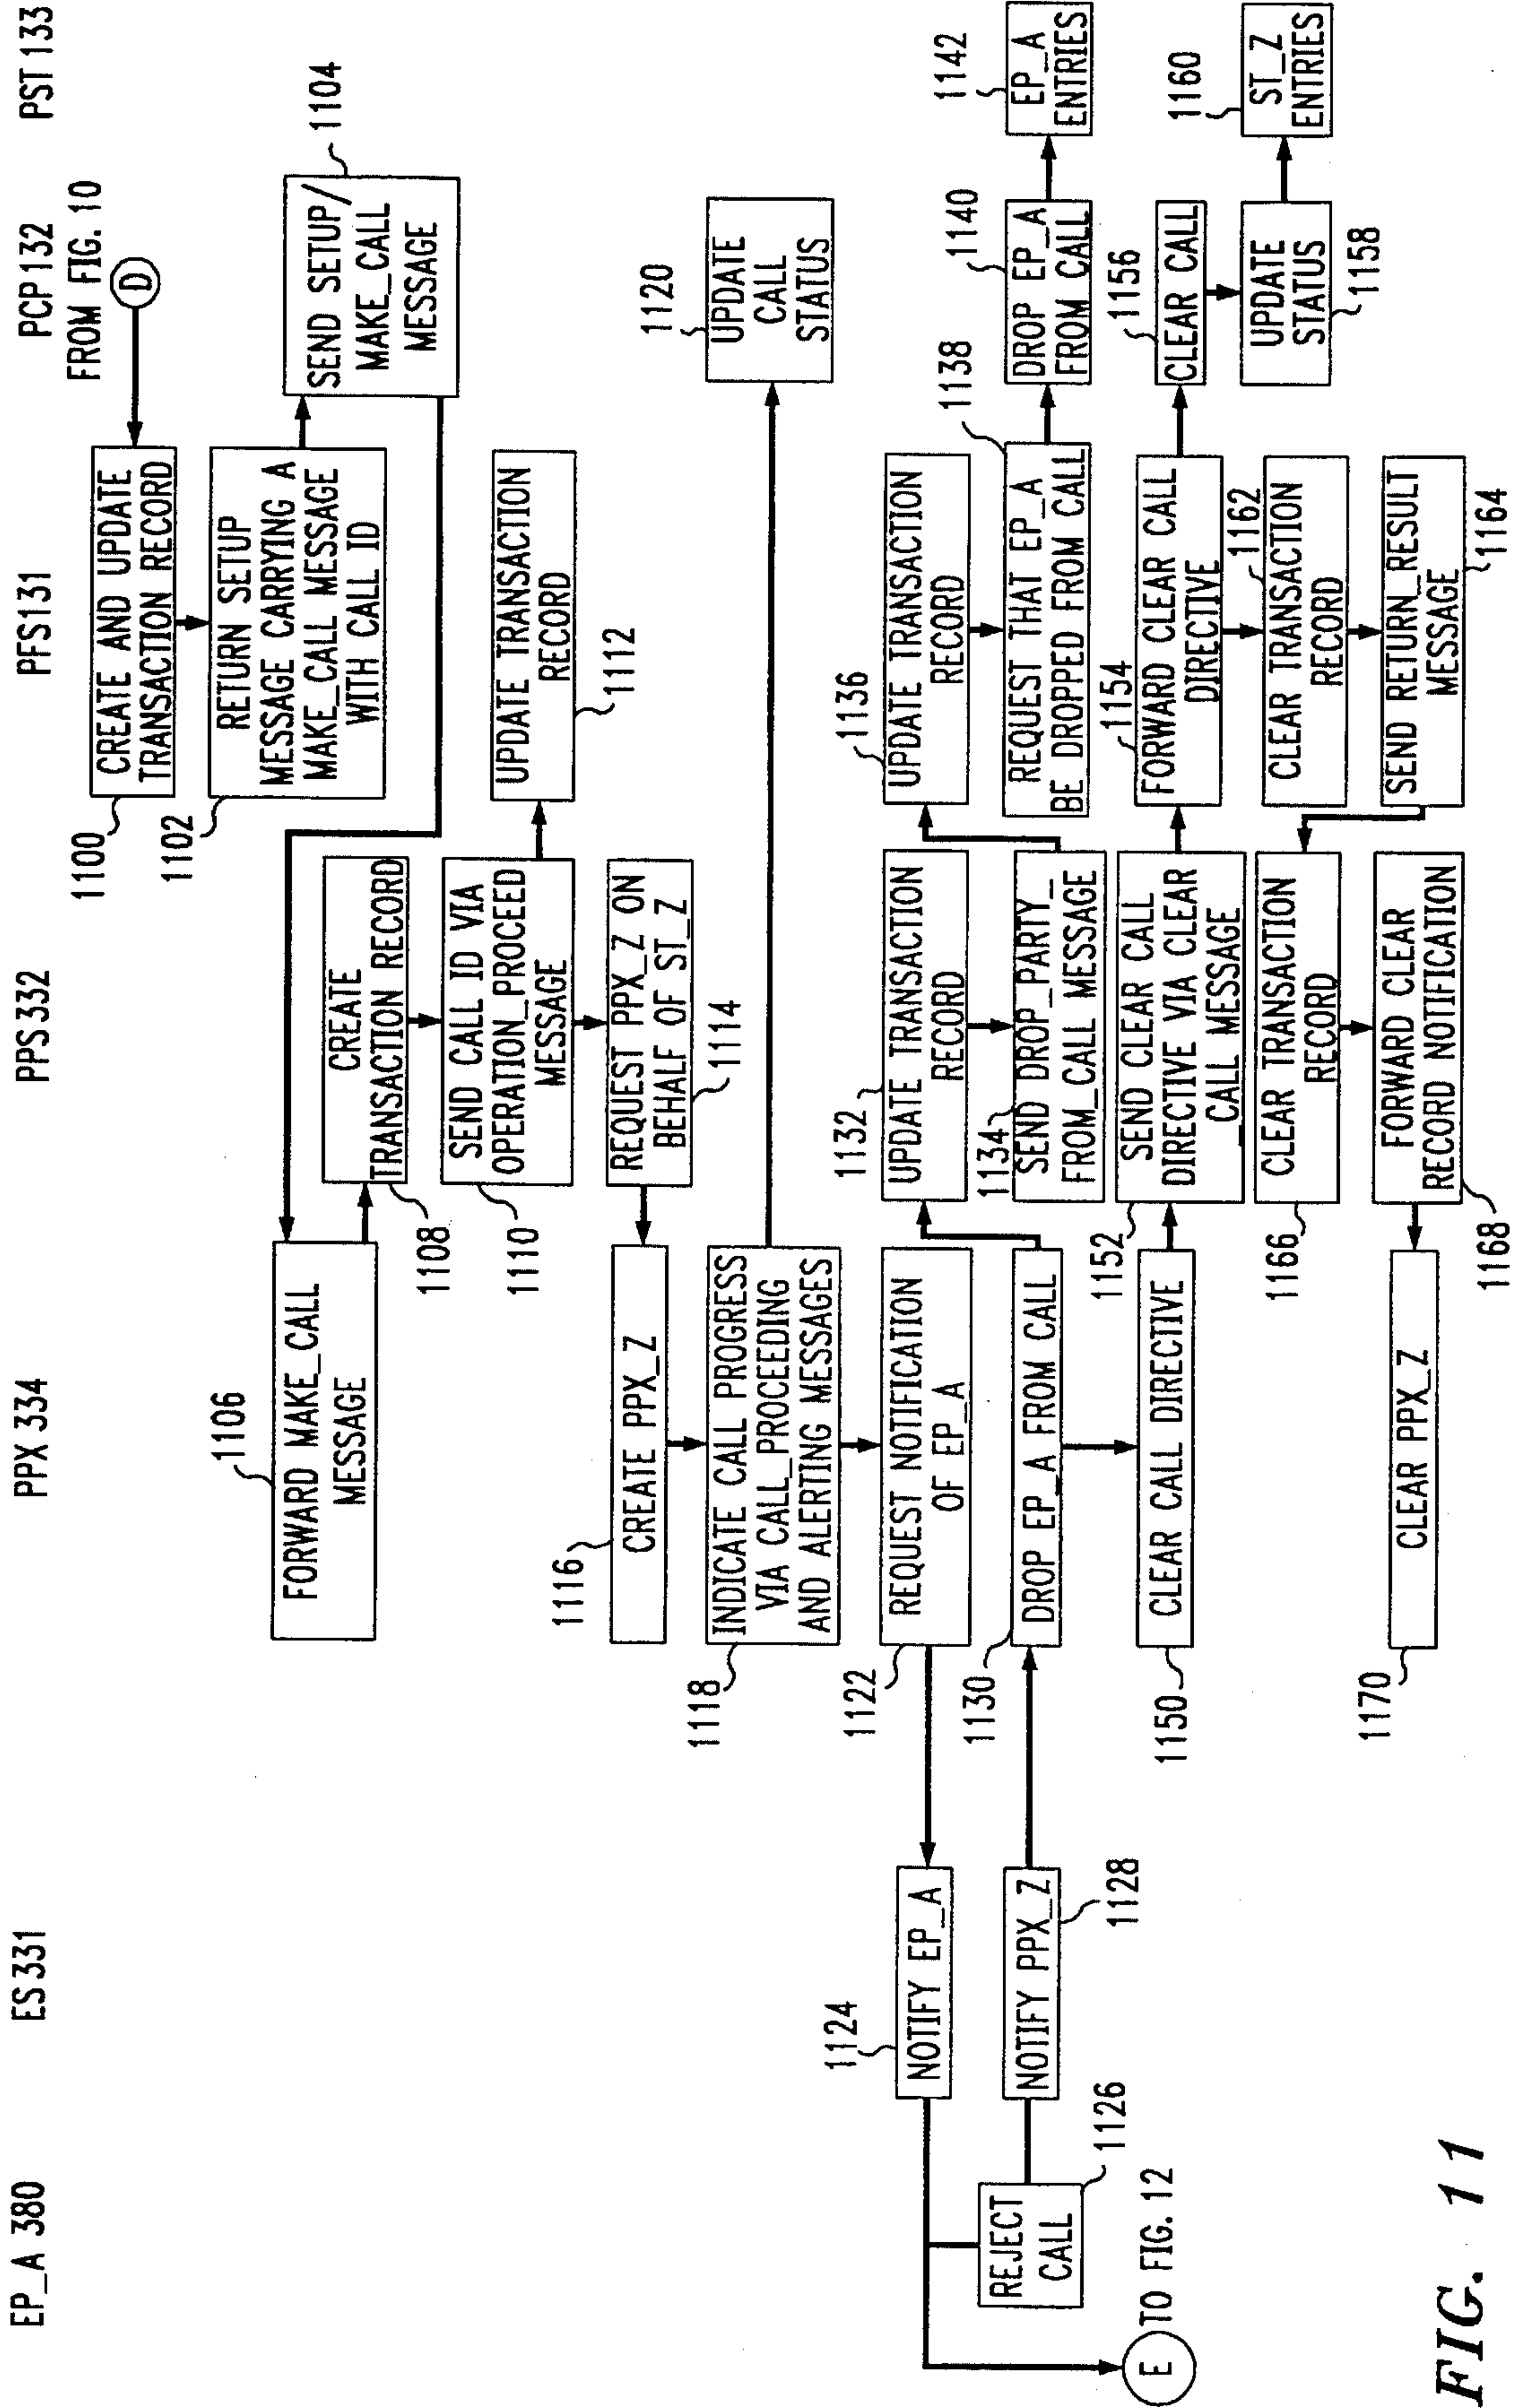 EP_A 380
ES 331
PPX 334
PPS 332
PFS131
PCP 132
PST 133
FROM FIG. 10
D
CREATE AND UPDATE
TRANSACTION RECORD
1100
RETURN SETUP
MESSAGE CARRYING A
MAKE_CALL MESSAGE
WITH CALL ID
1102
SEND SETUP/
MAKE_CALL
MESSAGE
1104
1106
FORWARD MAKE_CALL
MESSAGE
CREATE
TRANSACTION RECORD
1108
SEND CALL ID VIA
OPERATION_PROCEED
MESSAGE
1110
UPDATE TRANSACTION
RECORD
1112
REQUEST PPX_Z ON
BEHALF OF ST_Z
1114
1116
CREATE PPX_Z
INDICATE CALL PROGRESS
VIA CALL_PROCEEDING
AND ALERTING MESSAGES
1118
1120
UPDATE
CALL
STATUS
REQUEST NOTIFICATION
OF EP_A
1122
1124
NOTIFY EP_A
REJECT
CALL
1126
NOTIFY PPX_Z
1128
DROP EP_A FROM CALL
1130
1132
UPDATE TRANSACTION
RECORD
1134
SEND DROP_PARTY_
FROM_CALL MESSAGE
1136
UPDATE TRANSACTION
RECORD
1138
REQUEST THAT EP_A
BE DROPPED FROM CALL
1140
DROP EP_A
FROM CALL
1142
EP_A
ENTRIES
CLEAR CALL DIRECTIVE
1150
1152
SEND CLEAR CALL
DIRECTIVE VIA CLEAR
_CALL MESSAGE
1154
FORWARD CLEAR CALL
DIRECTIVE
1156
CLEAR CALL
UPDATE
STATUS
1158
1160
ST_Z
ENTRIES
1162
CLEAR TRANSACTION
RECORD
SEND RETURN_RESULT
MESSAGE
1164
CLEAR TRANSACTION
RECORD
1166
FORWARD CLEAR
RECORD NOTIFICATION
1168
CLEAR PPX_Z
1170
E
TO FIG. 12
FIG. 11